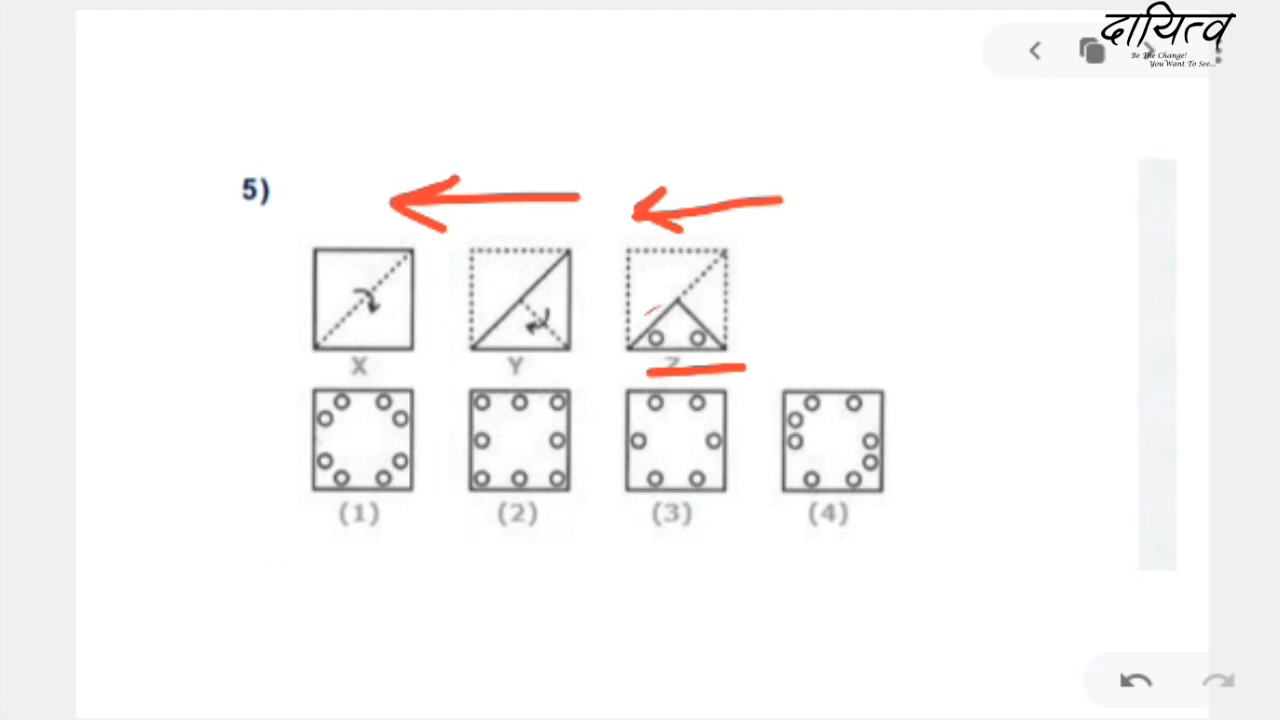 दायित्व
Be The Change!
You Want To See...
5)
X Y Z
(1) (2) (3) (4)